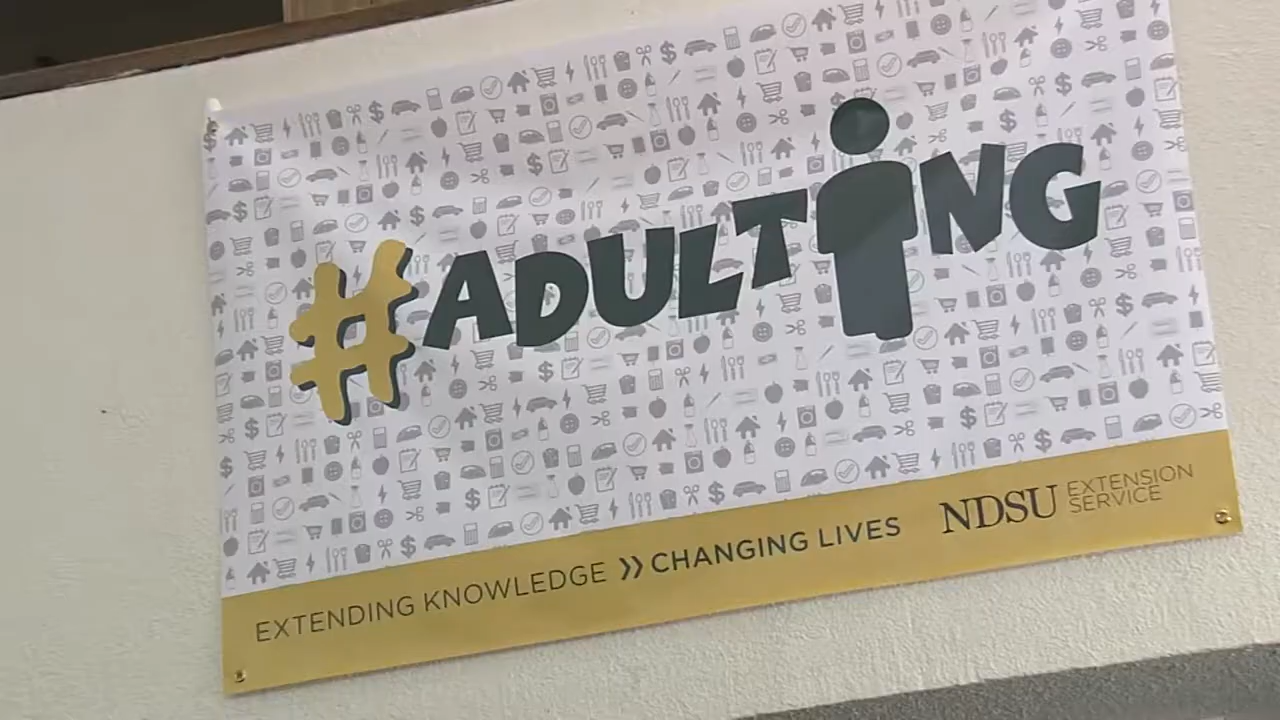 #ADULTING
EXTENDING KNOWLEDGE >> CHANGING LIVES
NDSU EXTENSION
SERVICE